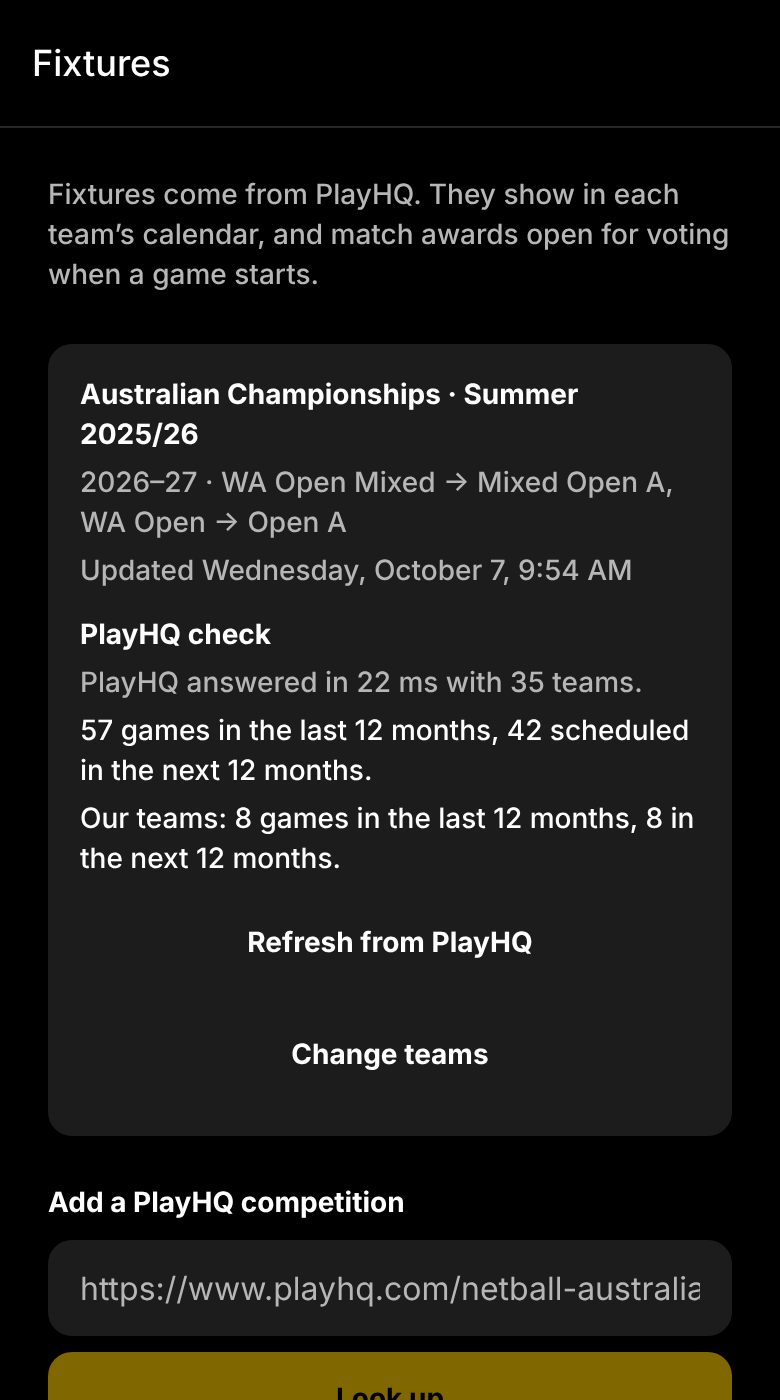 Fixtures
Fixtures come from PlayHQ. They show in each
team’s calendar, and match awards open for voting
when a game starts.
Australian Championships · Summer
2025/26
2026–27 · WA Open Mixed → Mixed Open A,
WA Open → Open A
Updated Wednesday, October 7, 9:54 AM
PlayHQ check
PlayHQ answered in 22 ms with 35 teams.
57 games in the last 12 months, 42 scheduled
in the next 12 months.
Our teams: 8 games in the last 12 months, 8 in
the next 12 months.
Refresh from PlayHQ
Change teams
Add a PlayHQ competition
https://www.playhq.com/netball-australia
Look up